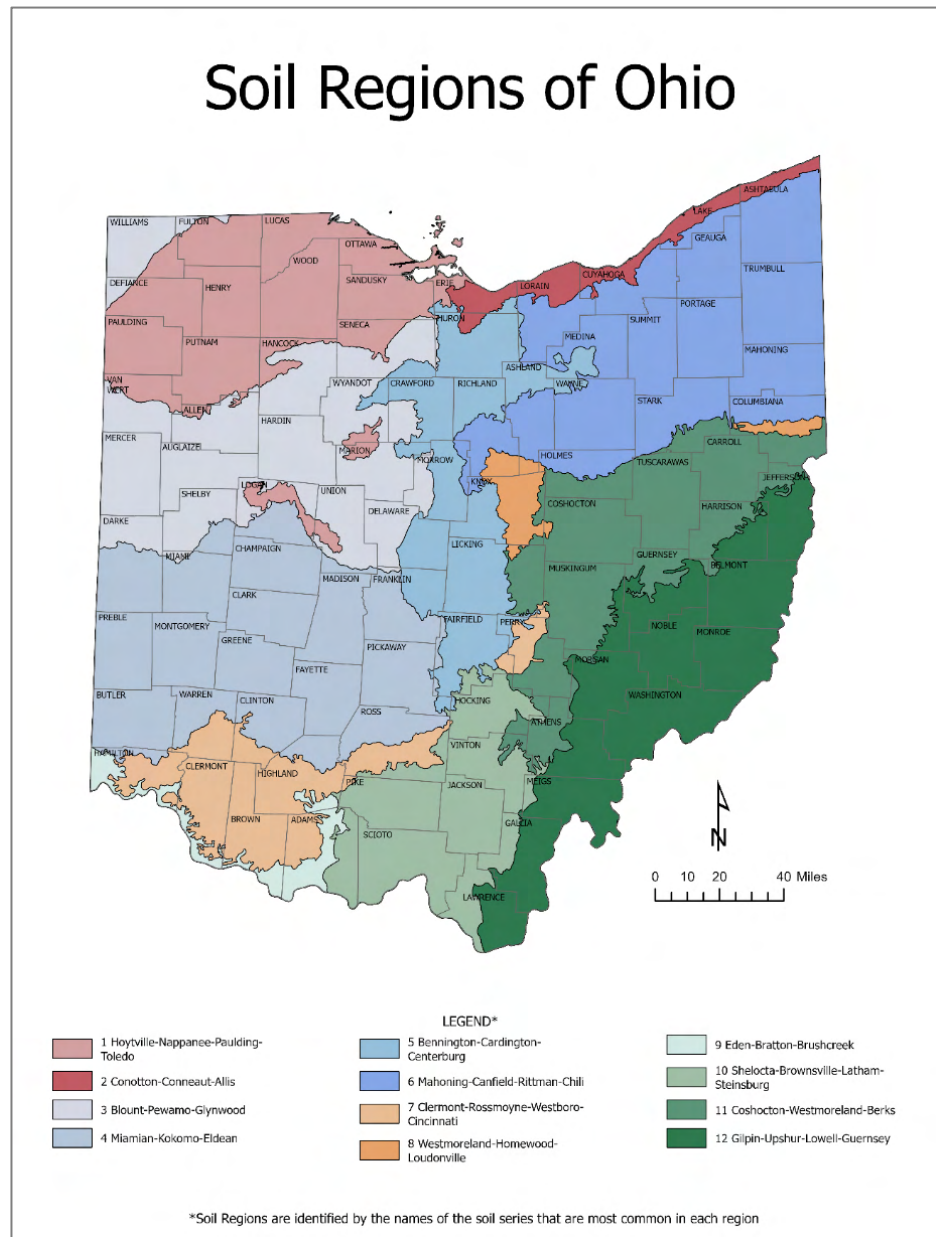 Soil Regions of Ohio
ASHTABULA
LAKE
GEAUGA
WILLIAMS
FULTON
LUCAS
OTTAWA
WOOD
TRUMBULL
CUYAHOGA
DEFIANCE
HENRY
SANDUSKY
ERIE
LORAIN
PORTAGE
PAULDING
SENECA
HURON
SUMMIT
MEDINA
PUTNAM
HANCOCK
MAHONING
VAN
WERT
WYANDOT
CRAWFORD
RICHLAND
ASHLAND
WAYNE
STARK
COLUMBIANA
ALLEN
HARDIN
MERCER
AUGLAIZE
MARION
MORROW
HOLMES
CARROLL
TUSCARAWAS
KNOX
JEFFERSON
LOGAN
UNION
SHELBY
DELAWARE
COSHOCTON
HARRISON
DARKE
CHAMPAIGN
LICKING
GUERNSEY
MIAMI
BELMONT
MUSKINGUM
MADISON
FRANKLIN
CLARK
PREBLE
MONTGOMERY
FAIRFIELD
PERRY
NOBLE
MONROE
GREENE
PICKAWAY
MORGAN
FAYETTE
BUTLER
WARREN
CLINTON
HOCKING
WASHINGTON
ROSS
ATHENS
HAMILTON
VINTON
CLERMONT
HIGHLAND
PIKE
JACKSON
MEIGS
BROWN
ADAMS
SCIOTO
GALLIA
LAWRENCE
N
0 10 20 40 Miles
LEGEND*
1 Hoytville-Nappanee-Paulding-
Toledo
2 Conotton-Conneaut-Allis
3 Blount-Pewamo-Glynwood
4 Miamian-Kokomo-Eldean
5 Bennington-Cardington-
Centerburg
6 Mahoning-Canfield-Rittman-Chili
7 Clermont-Rossmoyne-Westboro-
Cincinnati
8 Westmoreland-Homewood-
Loudonville
9 Eden-Bratton-Brushcreek
10 Shelocta-Brownsville-Latham-
Steinsburg
11 Coshocton-Westmoreland-Berks
12 Gilpin-Upshur-Lowell-Guernsey
*Soil Regions are identified by the names of the soil series that are most common in each region